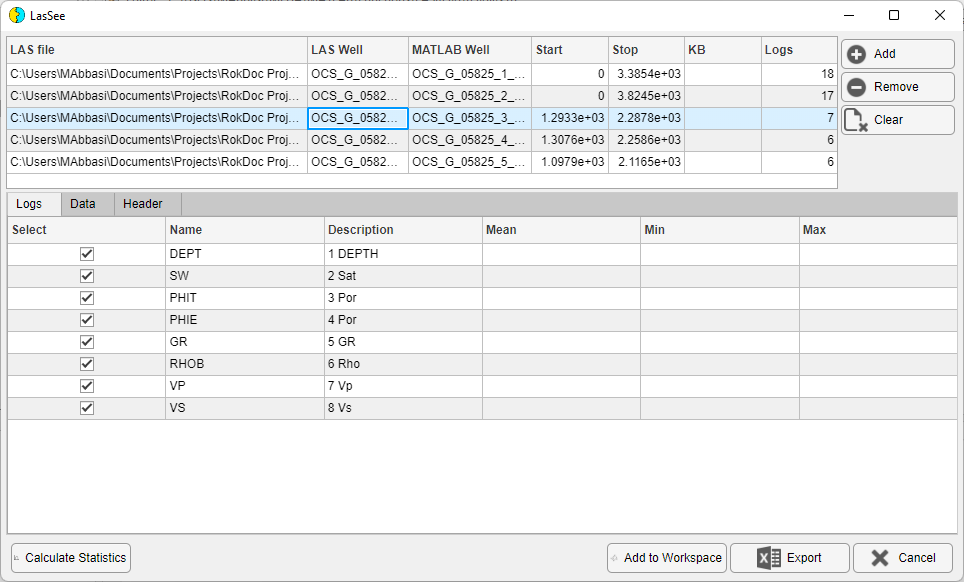 LasSee
LAS file LAS Well MATLAB Well Start Stop KB Logs
C:\Users\MAbbasi\Documents\Projects\RokDoc Proj... OCS_G_0582... OCS_G_05825_1_... 0 3.3854e+03 18
C:\Users\MAbbasi\Documents\Projects\RokDoc Proj... OCS_G_0582... OCS_G_05825_2_... 0 3.8245e+03 17
C:\Users\MAbbasi\Documents\Projects\RokDoc Proj... OCS_G_0582... OCS_G_05825_3_... 1.2933e+03 2.2878e+03 7
C:\Users\MAbbasi\Documents\Projects\RokDoc Proj... OCS_G_0582... OCS_G_05825_4_... 1.3076e+03 2.2586e+03 6
C:\Users\MAbbasi\Documents\Projects\RokDoc Proj... OCS_G_0582... OCS_G_05825_5_... 1.0979e+03 2.1165e+03 6
Add
Remove
Clear
Logs Data Header
Select Name Description Mean Min Max
DEPT 1 DEPTH
SW 2 Sat
PHIT 3 Por
PHIE 4 Por
GR 5 GR
RHOB 6 Rho
VP 7 Vp
VS 8 Vs
Calculate Statistics Add to Workspace Export Cancel